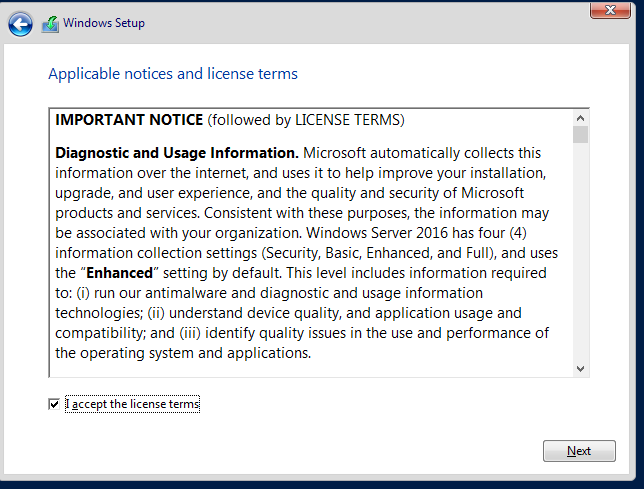 Windows Setup
Applicable notices and license terms
IMPORTANT NOTICE (followed by LICENSE TERMS)
Diagnostic and Usage Information. Microsoft automatically collects this
information over the internet, and uses it to help improve your installation,
upgrade, and user experience, and the quality and security of Microsoft
products and services. Consistent with these purposes, the information may
be associated with your organization. Windows Server 2016 has four (4)
information collection settings (Security, Basic, Enhanced, and Full), and uses
the “Enhanced” setting by default. This level includes information required
to: (i) run our antimalware and diagnostic and usage information
technologies; (ii) understand device quality, and application usage and
compatibility; and (iii) identify quality issues in the use and performance of
the operating system and applications.
I accept the license terms
Next